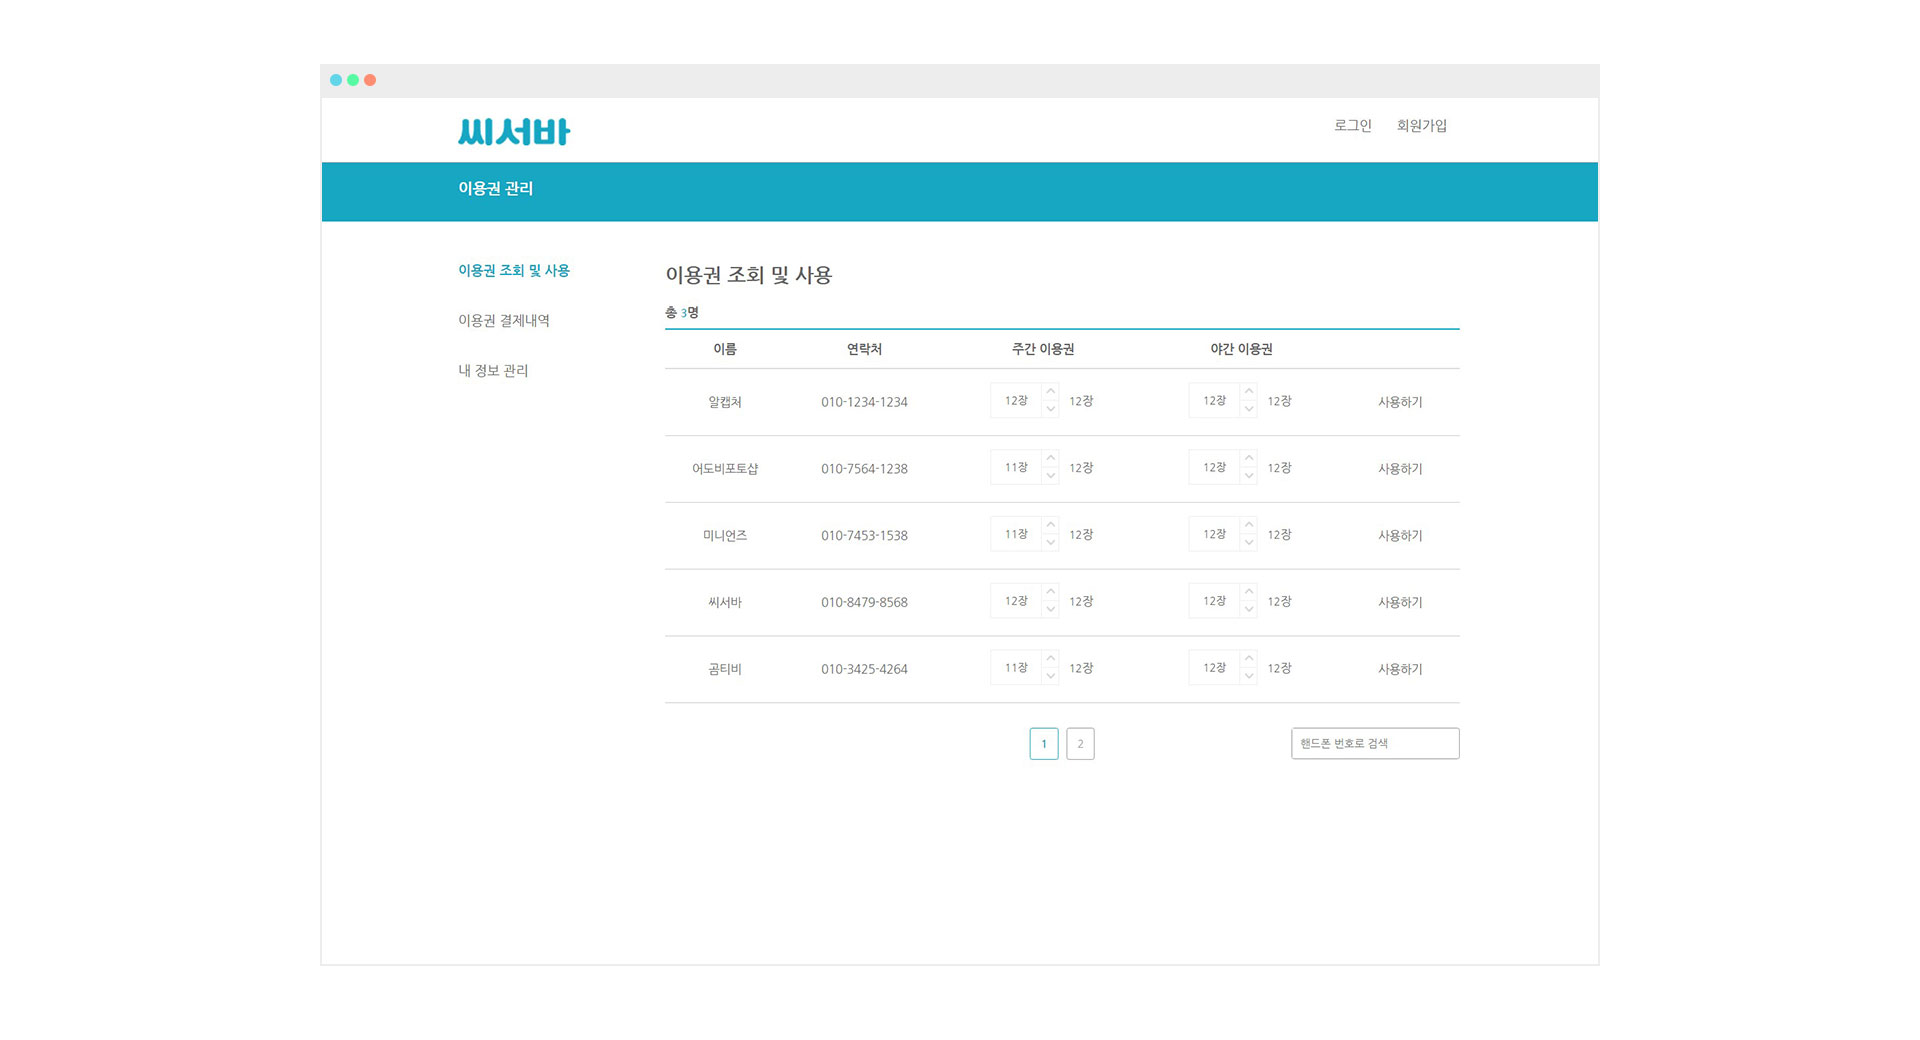 씨서바
로그인 회원가입
이용권 관리
이용권 조회 및 사용
이용권 결제내역
내 정보 관리
이용권 조회 및 사용
총 3명
이름 연락처 주간 이용권 야간 이용권
알캡처 010-1234-1234 12장 12장 12장 12장 사용하기
어도비포토샵 010-7564-1238 11장 12장 12장 12장 사용하기
미니언즈 010-7453-1538 11장 12장 12장 12장 사용하기
씨서바 010-8479-8568 12장 12장 12장 12장 사용하기
곰티비 010-3425-4264 11장 12장 12장 12장 사용하기
1 2 핸드폰 번호로 검색